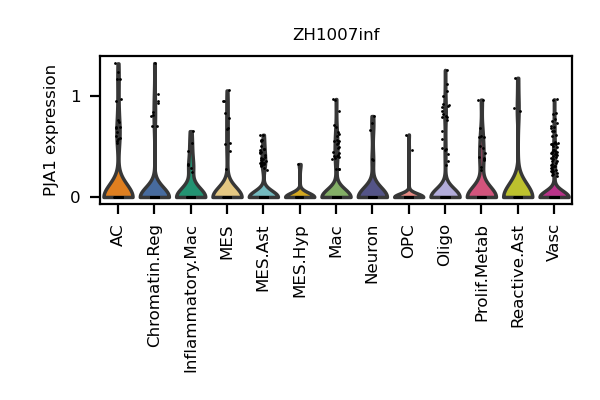 ZH1007inf
PJA1 expression
1
0
AC
Chromatin.Reg
Inflammatory.Mac
MES
MES.Ast
MES.Hyp
Mac
Neuron
OPC
Oligo
Prolif.Metab
Reactive.Ast
Vasc